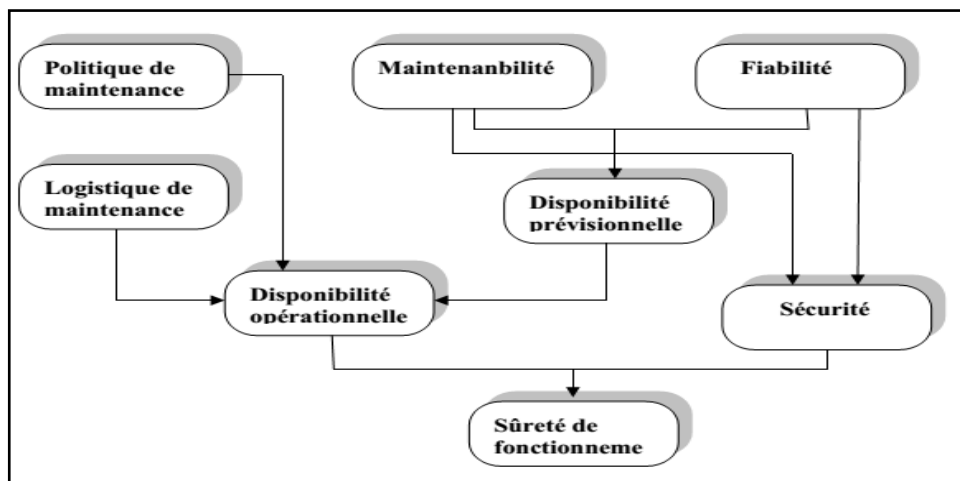 Politique de
maintenance
Maintenanbilité
Fiabilité
Logistique de
maintenance
Disponibilité
prévisionnelle
Disponibilité
opérationnelle
Sécurité
Sûreté de
fonctionneme